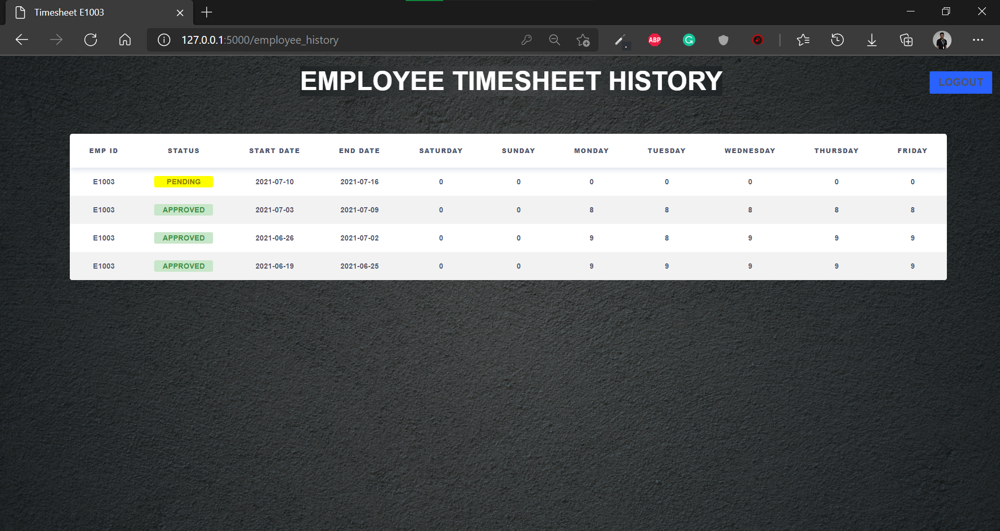 Timesheet E1003
127.0.0.1:5000/employee_history
ABP
EMPLOYEE TIMESHEET HISTORY
LOGOUT
EMP ID STATUS START DATE END DATE SATURDAY SUNDAY MONDAY TUESDAY WEDNESDAY THURSDAY FRIDAY
E1003 PENDING 2021-07-10 2021-07-16 0 0 0 0 0 0 0
E1003 APPROVED 2021-07-03 2021-07-09 0 0 8 8 8 8 8
E1003 APPROVED 2021-06-26 2021-07-02 0 0 9 8 9 9 9
E1003 APPROVED 2021-06-19 2021-06-25 0 0 9 9 9 9 9